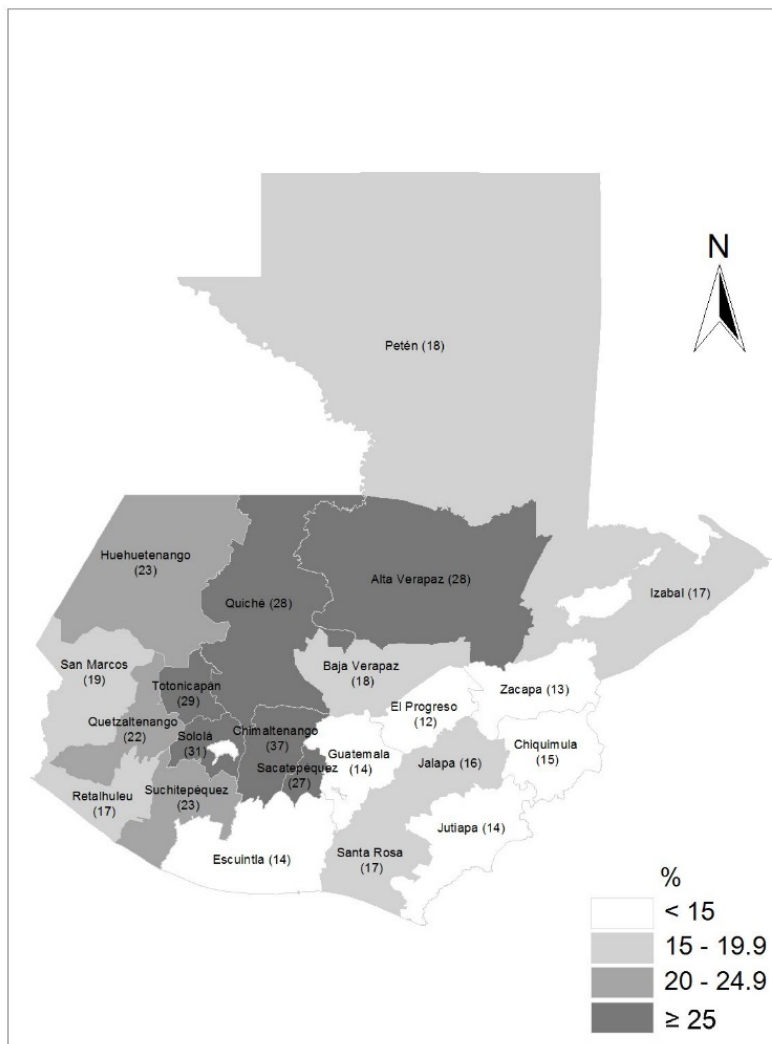 N
Petén (18)
Huehuetenango
(23)
Alta Verapaz (28)
Izabal (17)
Quiché (28)
San Marcos
(19)
Baja Verapaz
(18)
Zacapa (13)
Totonicapán
(29)
El Progreso
(12)
Quetzaltenango
(22)
Sololá
(31)
Chimaltenango
(37)
Guatemala
(14)
Chiquimula
(15)
Jalapa (16)
Sacatepéquez
(27)
Retalhuleu
(17)
Suchitepéquez
(23)
Jutiapa (14)
Escuintla (14)
Santa Rosa
(17)
%
< 15
15 - 19.9
20 - 24.9
≥ 25